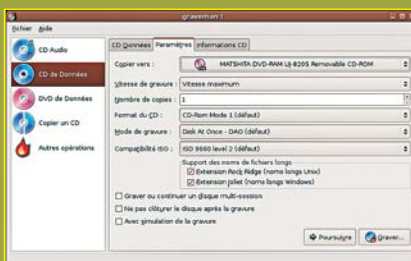 graveman !
Fichier Aide
CD Audio
CD de Données
DVD de Données
Copier un CD
Autres opérations
CD Données Paramètres Informations CD
Copier vers : MATSHITA DVD-RAM UJ-820S Removable CD-ROM
Vitesse de gravure : Vitesse maximum
Nombre de copies : 1
Format du CD : CD-Rom Mode 1 (défaut)
Mode de gravure : Disk At Once - DAO (défaut)
Compatibilité ISO : ISO 9660 level 2 (défaut)
Support des noms de fichiers longs
Extension Rock Ridge (noms longs Unix)
Extension Joliet (noms longs Windows)
Graver ou continuer un disque multi-session
Ne pas clôturer le disque après la gravure
Avec simulation de la gravure
Poursuivre Graver...